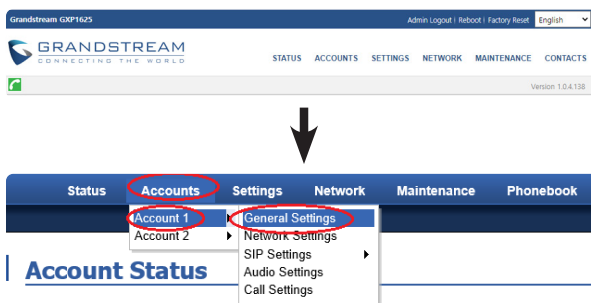 Grandstream GXP1625
Admin Logout | Reboot | Factory Reset English
GRANDSTREAM
CONNECTING THE WORLD
STATUS ACCOUNTS SETTINGS NETWORK MAINTENANCE CONTACTS
Version 1.0.4.138
Status Accounts Settings Network Maintenance Phonebook
Account 1 General Settings
Account 2 Network Settings
SIP Settings
Account Status Audio Settings
Call Settings